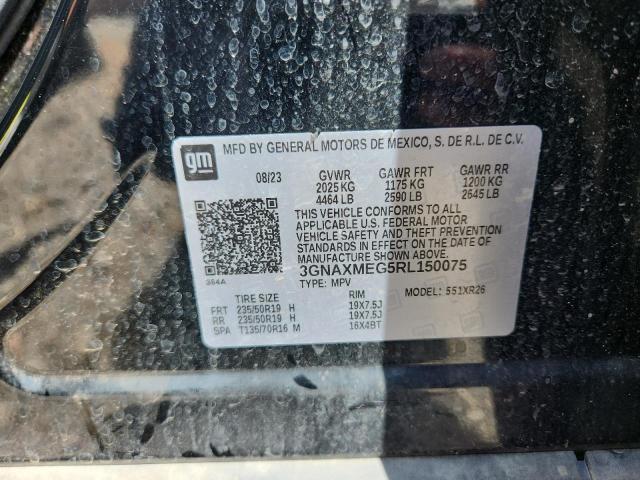 gm
MFD BY GENERAL MOTORS DE MEXICO, S. DE R.L. DE C.V.
08/23 GVWR GAWR FRT GAWR RR
2025 KG 1175 KG 1200 KG
4464 LB 2590 LB 2645 LB
THIS VEHICLE CONFORMS TO ALL
APPLICABLE U.S. FEDERAL MOTOR
VEHICLE SAFETY AND THEFT PREVENTION
STANDARDS IN EFFECT ON THE DATE OF
MANUFACTURE SHOWN ABOVE.
3GNAXMEG5RL150075
384A TYPE: MPV MODEL: 551XR26
TIRE SIZE RIM
FRT 235/50R19 H 19X7.5J
RR 235/50R19 H 19X7.5J
SPA T135/70R16 M 16X4BT